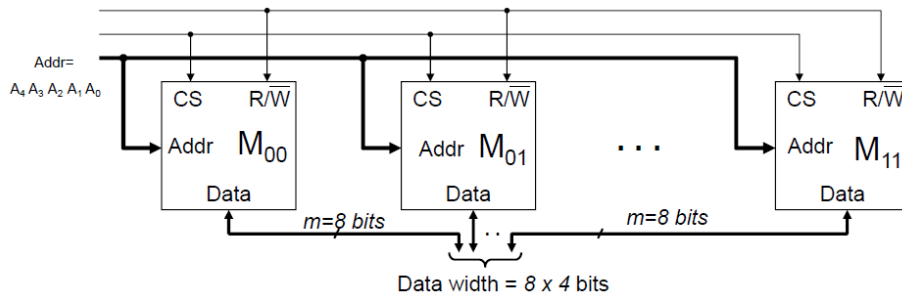 Addr=
A4 A3 A2 A1 A0
CS R/W̅
Addr M00
Data
CS R/W̅
Addr M01
Data
. . .
CS R/W̅
Addr M11
Data
m=8 bits
. .
m=8 bits
Data width = 8 x 4 bits